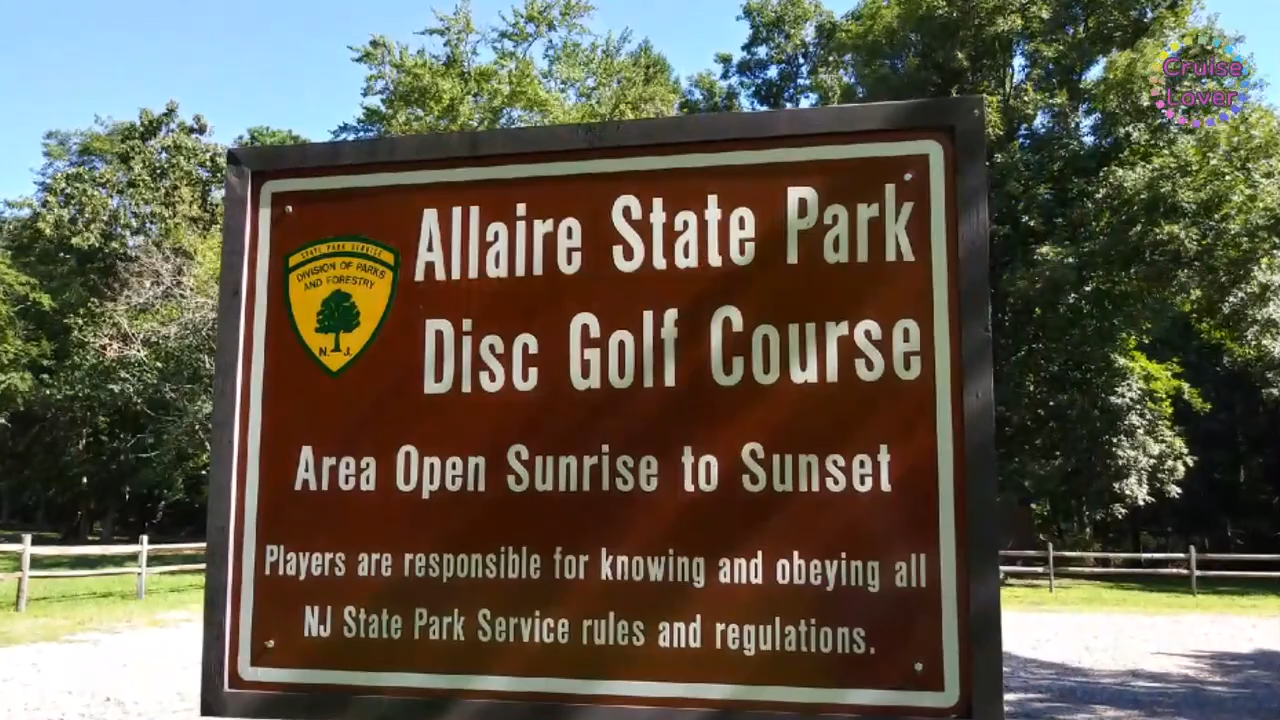 Cruise
Lover
Allaire State Park
Disc Golf Course
STATE PARK SERVICE
DIVISION OF PARKS
AND FORESTRY
N. J.
Area Open Sunrise to Sunset
Players are responsible for knowing and obeying all
NJ State Park Service rules and regulations.